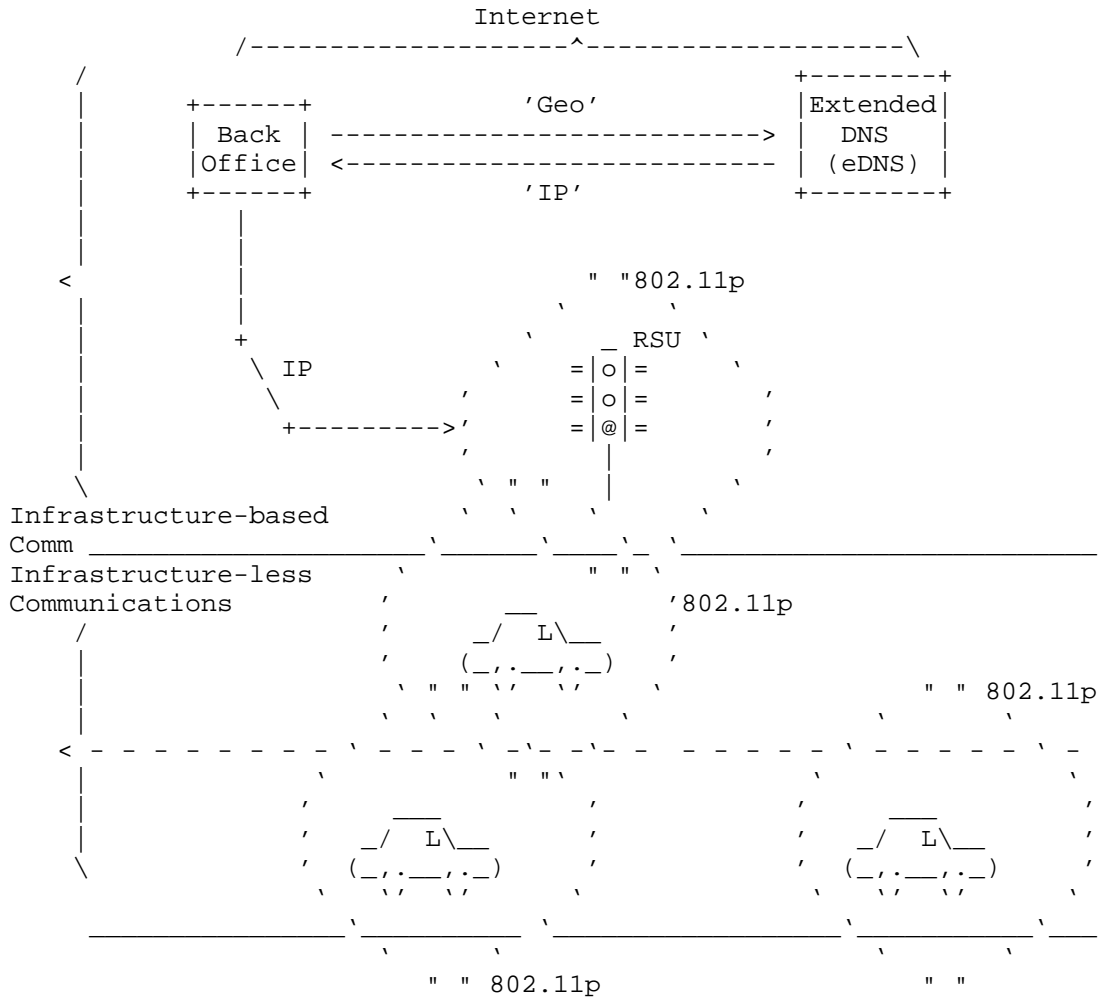 Internet
'Geo'
Extended
Back
DNS
Office
(eDNS)
'IP'
802.11p
RSU
IP
Infrastructure-based
Comm
Infrastructure-less
Communications
802.11p
802.11p
802.11p